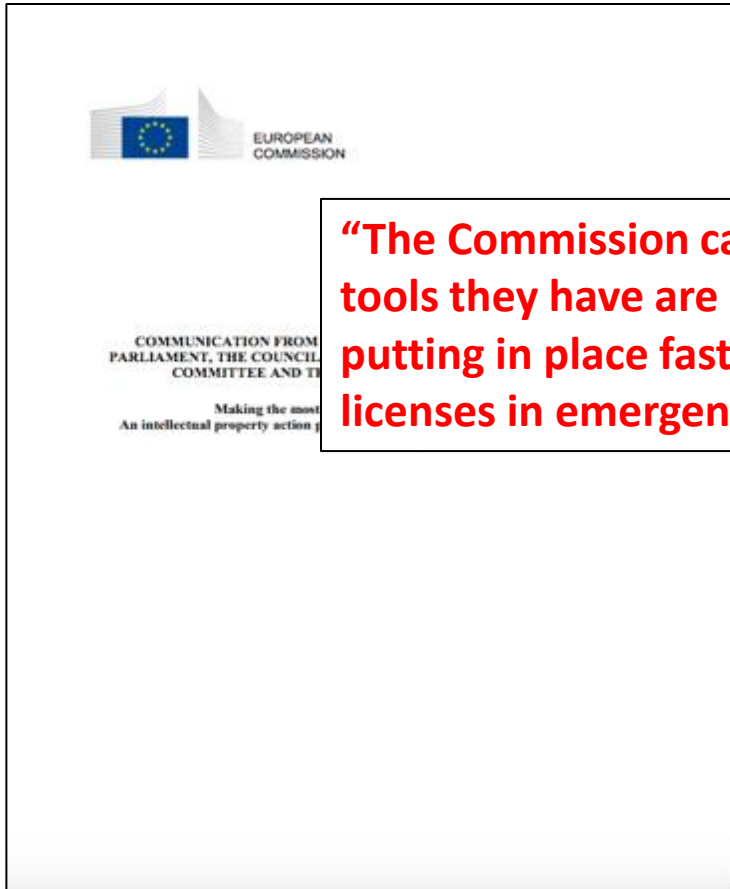 EUROPEAN
COMMISSION
“The Commission ca
tools they have are
putting in place fast
licenses in emergen
COMMUNICATION FROM
PARLIAMENT, THE COUNCIL
COMMITTEE AND TH
Making the most
An intellectual property action p